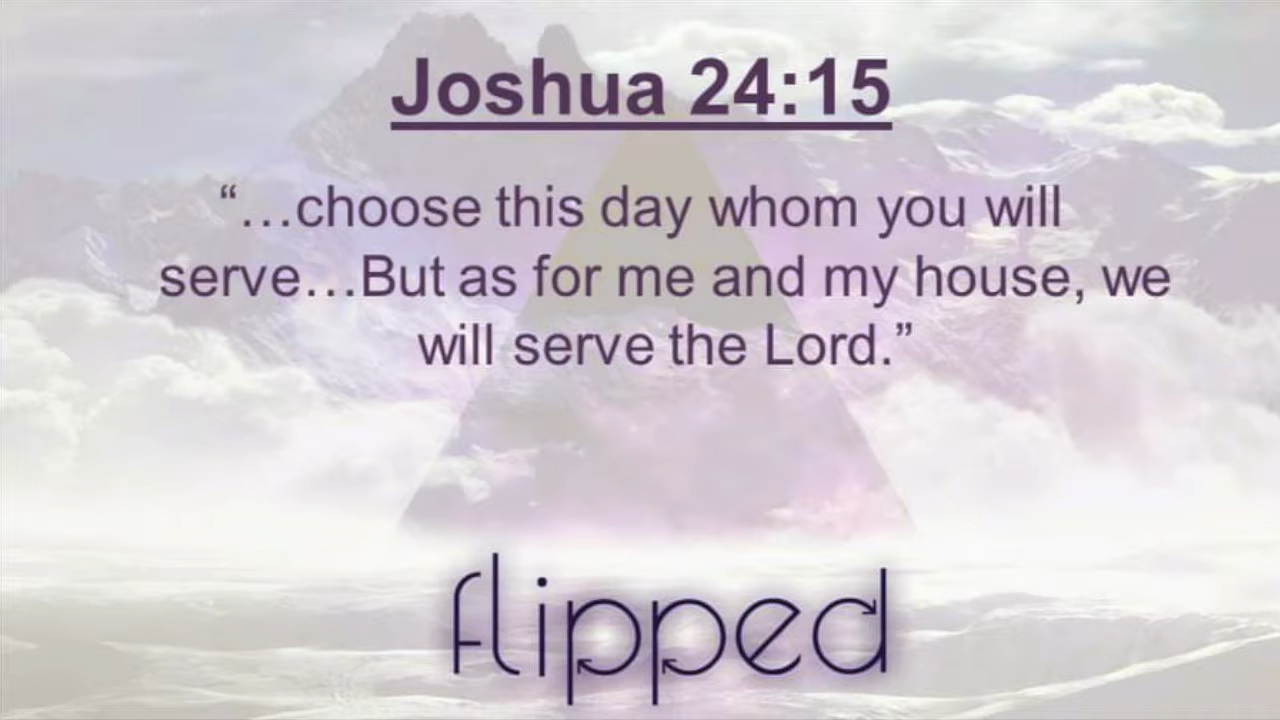 Joshua 24:15
“…choose this day whom you will
serve…But as for me and my house, we
will serve the Lord.”
flipped